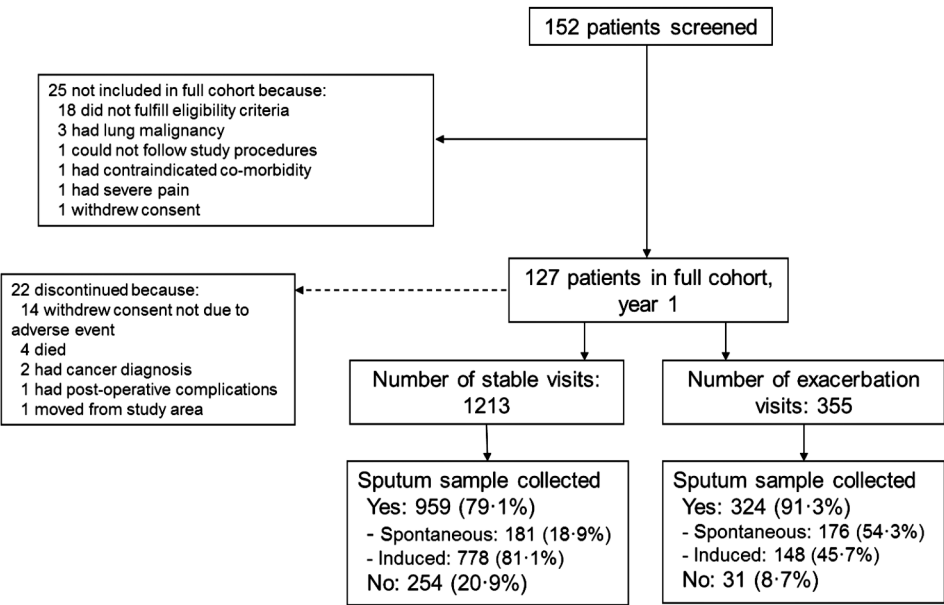 152 patients screened
25 not included in full cohort because:
18 did not fulfill eligibility criteria
3 had lung malignancy
1 could not follow study procedures
1 had contraindicated co-morbidity
1 had severe pain
1 withdrew consent
127 patients in full cohort,
year 1
22 discontinued because:
14 withdrew consent not due to
adverse event
4 died
2 had cancer diagnosis
1 had post-operative complications
1 moved from study area
Number of stable visits:
1213
Number of exacerbation
visits: 355
Sputum sample collected
Yes: 959 (79·1%)
- Spontaneous: 181 (18·9%)
- Induced: 778 (81·1%)
No: 254 (20·9%)
Sputum sample collected
Yes: 324 (91·3%)
- Spontaneous: 176 (54·3%)
- Induced: 148 (45·7%)
No: 31 (8·7%)